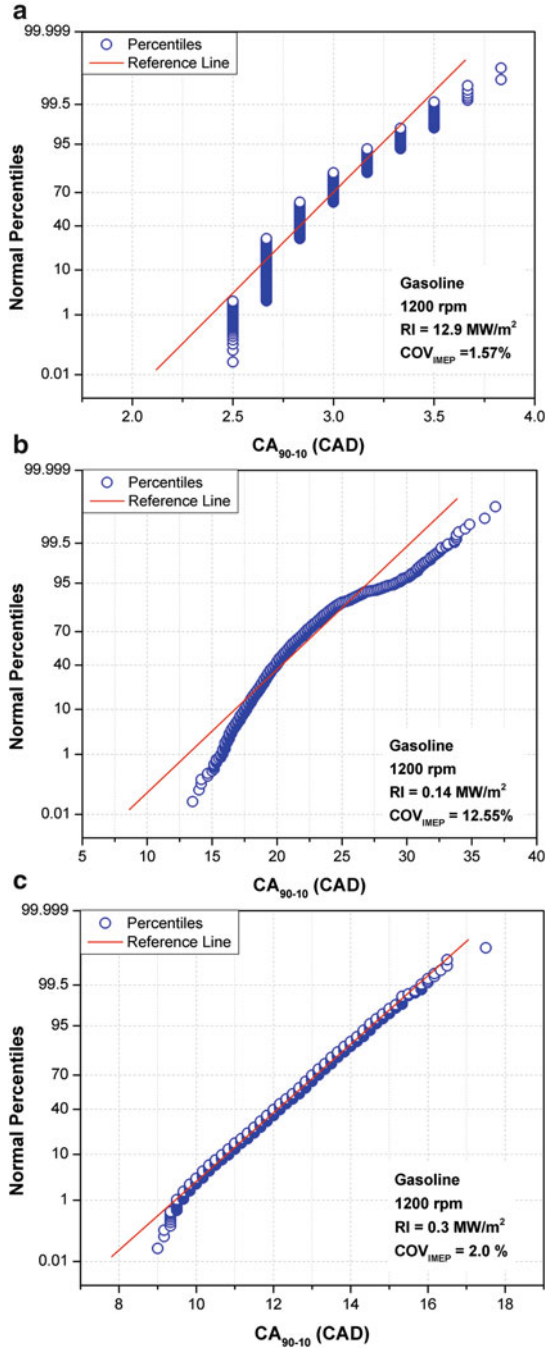 a
99.999
Percentiles
Reference Line
99.5
95
70
40
10
1
0.01
Normal Percentiles
Gasoline
1200 rpm
RI = 12.9 MW/m²
COV_IMEP =1.57%
2.0 2.5 3.0 3.5 4.0
CA_90-10 (CAD)
b
99.999
Percentiles
Reference Line
99.5
95
70
40
10
1
0.01
Normal Percentiles
Gasoline
1200 rpm
RI = 0.14 MW/m²
COV_IMEP = 12.55%
5 10 15 20 25 30 35 40
CA_90-10 (CAD)
c
99.999
Percentiles
Reference Line
99.5
95
70
40
10
1
0.01
Normal Percentiles
Gasoline
1200 rpm
RI = 0.3 MW/m²
COV_IMEP = 2.0 %
8 10 12 14 16 18
CA_90-10 (CAD)